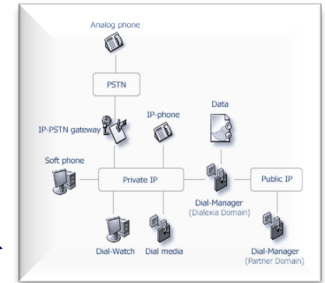 Analog phone
PSTN
IP-phone
Data
IP-PSTN gateway
Soft phone
Private IP
Public IP
Dial-Manager
(Dialexia Domain)
Dial-Watch
Dial media
Dial-Manager
(Partner Domain)